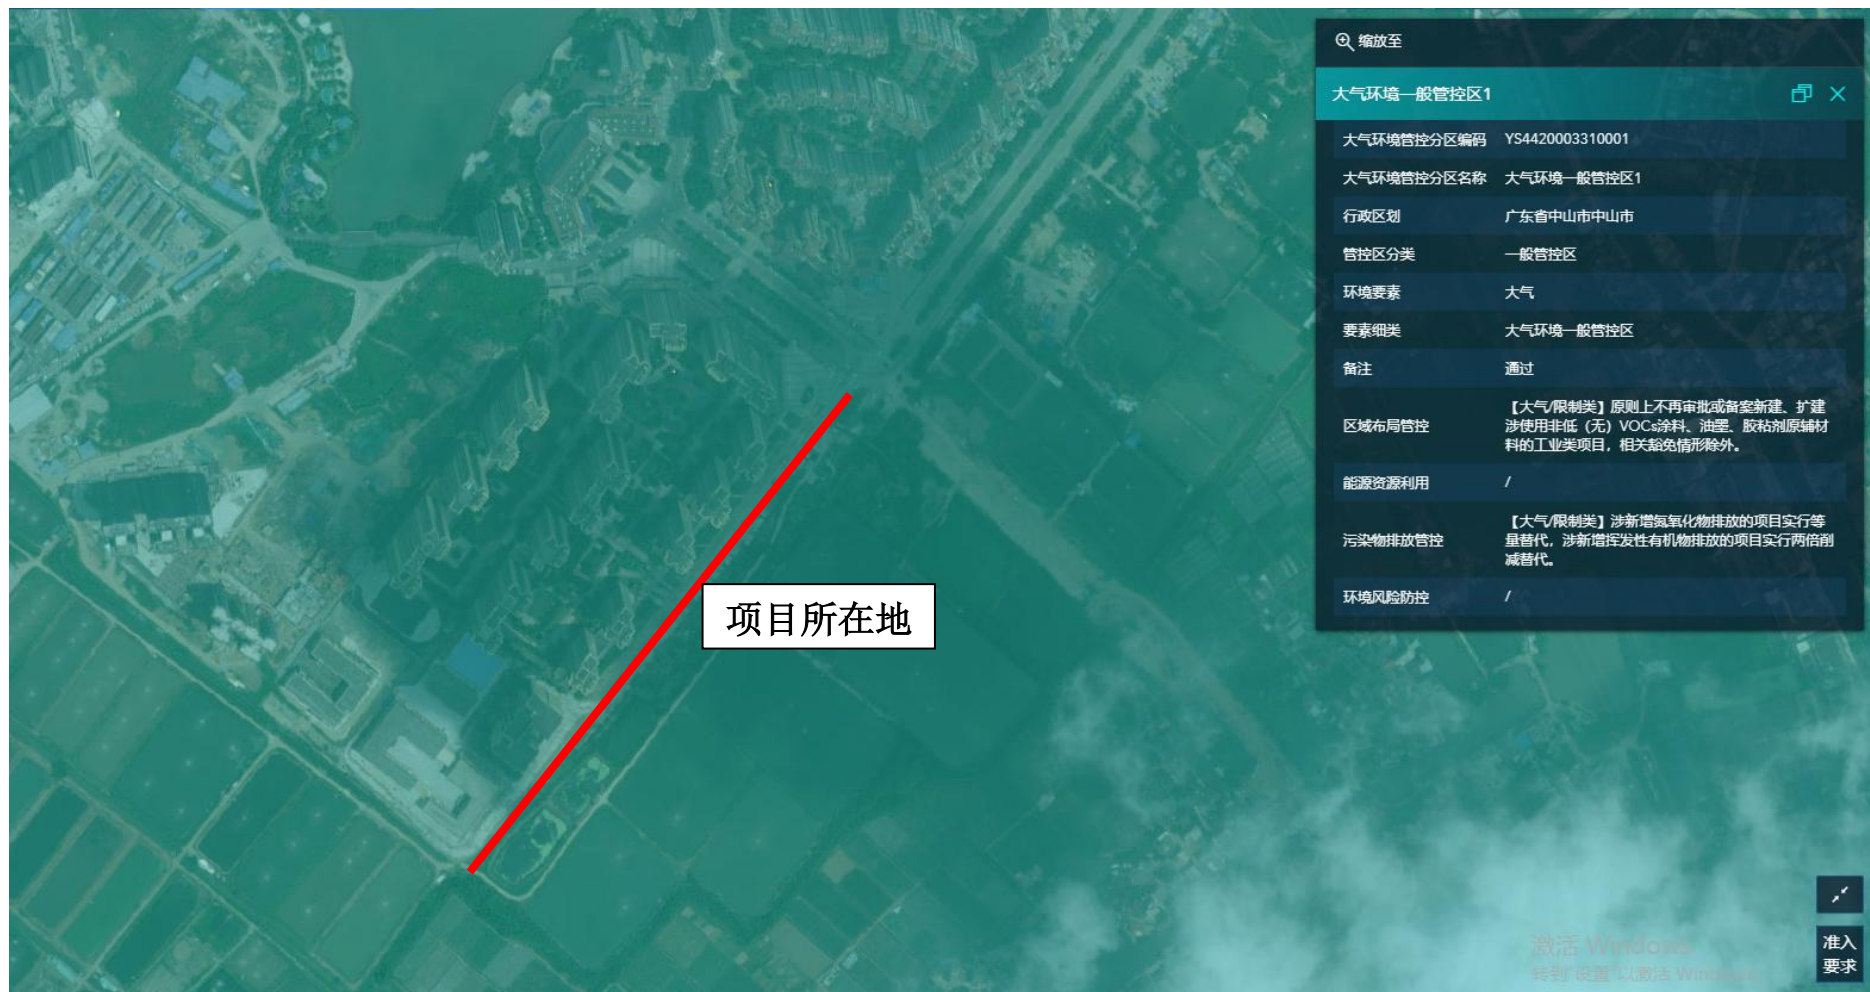 缩放至
大气环境一般管控区1
大气环境管控分区编码 YS4420003310001
大气环境管控分区名称 大气环境一般管控区1
行政区划 广东省中山市中山市
管控区分类 一般管控区
环境要素 大气
要素细类 大气环境一般管控区
备注 通过
区域布局管控 【大气/限制类】原则上不再审批或备案新建、扩建
涉使用非低（无）VOCs涂料、油墨、胶粘剂原辅材
料的工业类项目，相关豁免情形除外。
能源资源利用 /
污染物排放管控 【大气/限制类】涉新增氮氧化物排放的项目实行等
量替代，涉新增挥发性有机物排放的项目实行两倍削
减替代。
环境风险防控 /
项目所在地
激活 Windows
转到"设置"以激活 Windows
准入
要求